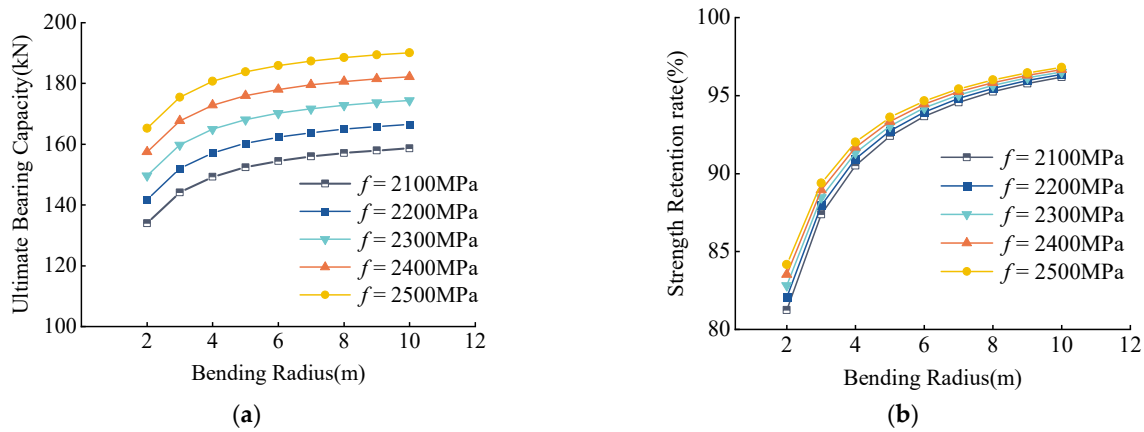 Ultimate Bearing Capacity(kN)
200
180
160
140
120
100
2
4
6
8
10
12
Bending Radius(m)
f = 2100MPa
f = 2200MPa
f = 2300MPa
f = 2400MPa
f = 2500MPa
(a)
Strength Retention rate(%)
100
95
90
85
80
2
4
6
8
10
12
Bending Radius(m)
f = 2100MPa
f = 2200MPa
f = 2300MPa
f = 2400MPa
f = 2500MPa
(b)